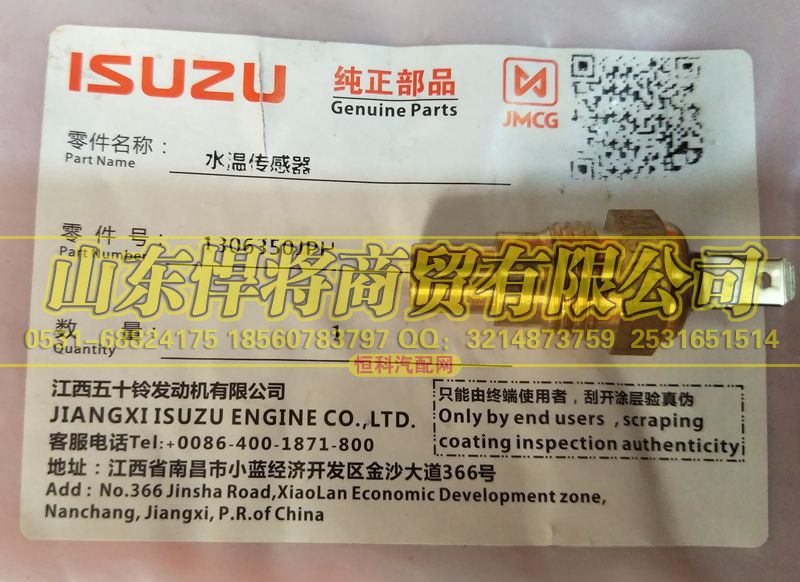 ISUZU 纯正部品 Genuine Parts JMCG
零件名称： 水温传感器
Part Name
零 件 号： 1306350JPH
Part Number
山东悍将商贸有限公司
0531-68824175 18560783797 QQ：3214873759 2531651514
数 量： 1
Quantity
恒科汽配网
江西五十铃发动机有限公司
JIANGXI ISUZU ENGINE CO.,LTD.
客服电话Tel:+0086-400-1871-800
只能由终端使用者，刮开涂层验真伪
Only by end users , scraping
coating inspection authenticity
地址：江西省南昌市小蓝经济开发区金沙大道366号
Add：No.366 Jinsha Road,XiaoLan Economic Development zone,
Nanchang, Jiangxi, P.R.of China